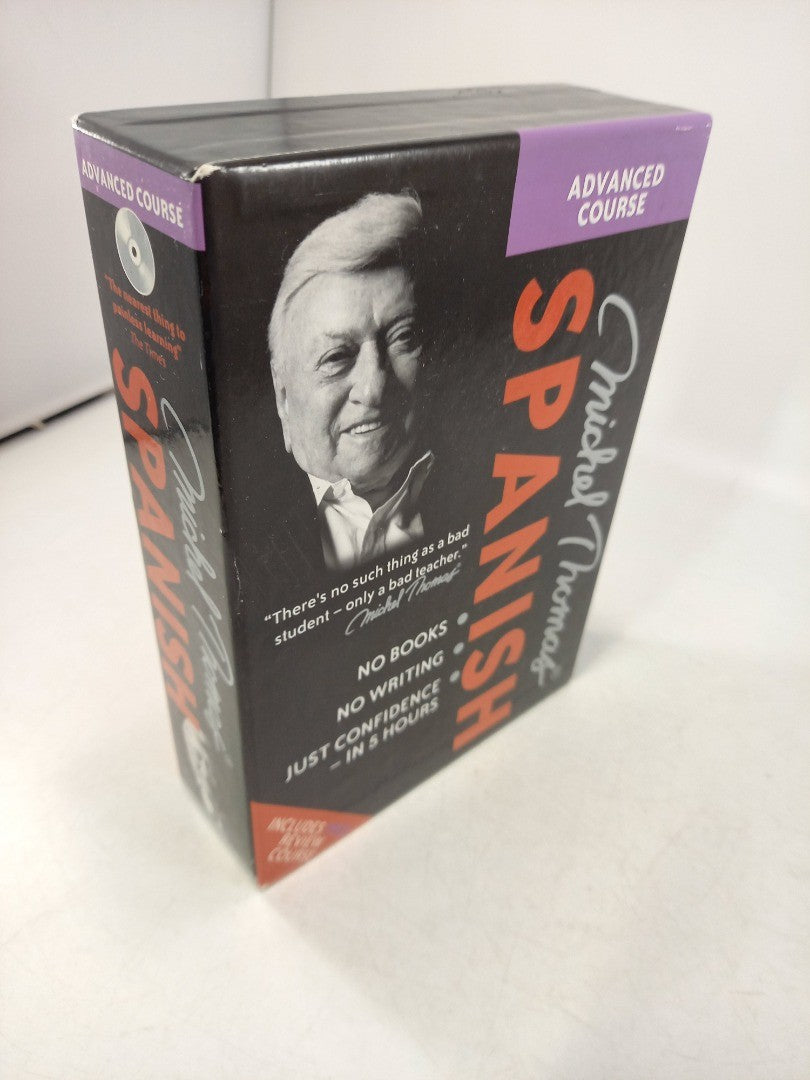 ADVANCED COURSE
"The nearest thing to
painless learning"
The Times
Michel Thomas
SPANISH
ADVANCED
COURSE
Michel Thomas
SPANISH
"There's no such thing as a bad
student – only a bad teacher."
Michel Thomas
NO BOOKS •
NO WRITING •
JUST CONFIDENCE •
– IN 5 HOURS
INCLUDES
REVIEW
COURSE